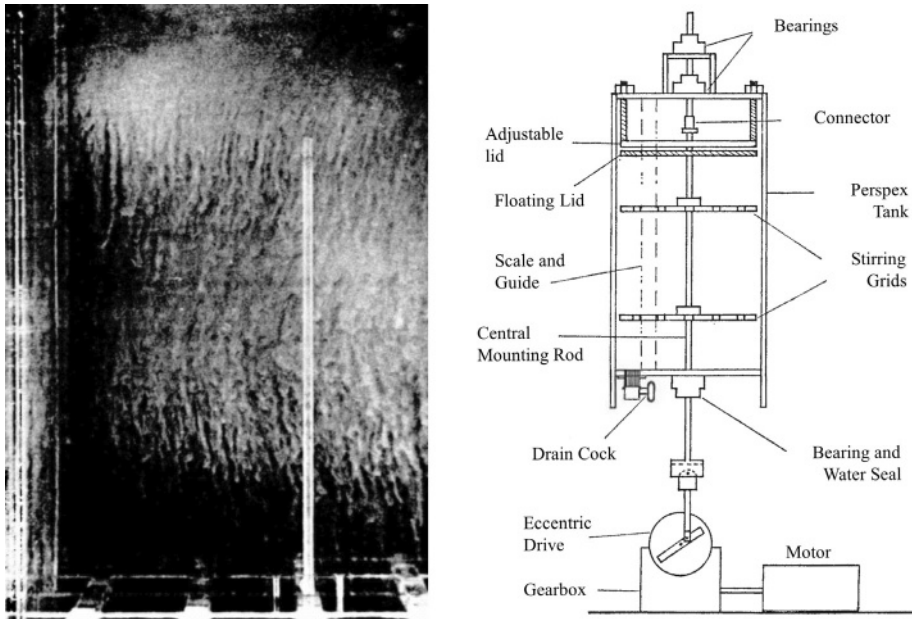 Bearings
Connector
Adjustable
lid
Floating Lid
Perspex
Tank
Scale and
Guide
Stirring
Grids
Central
Mounting Rod
Drain Cock
Bearing and
Water Seal
Eccentric
Drive
Motor
Gearbox